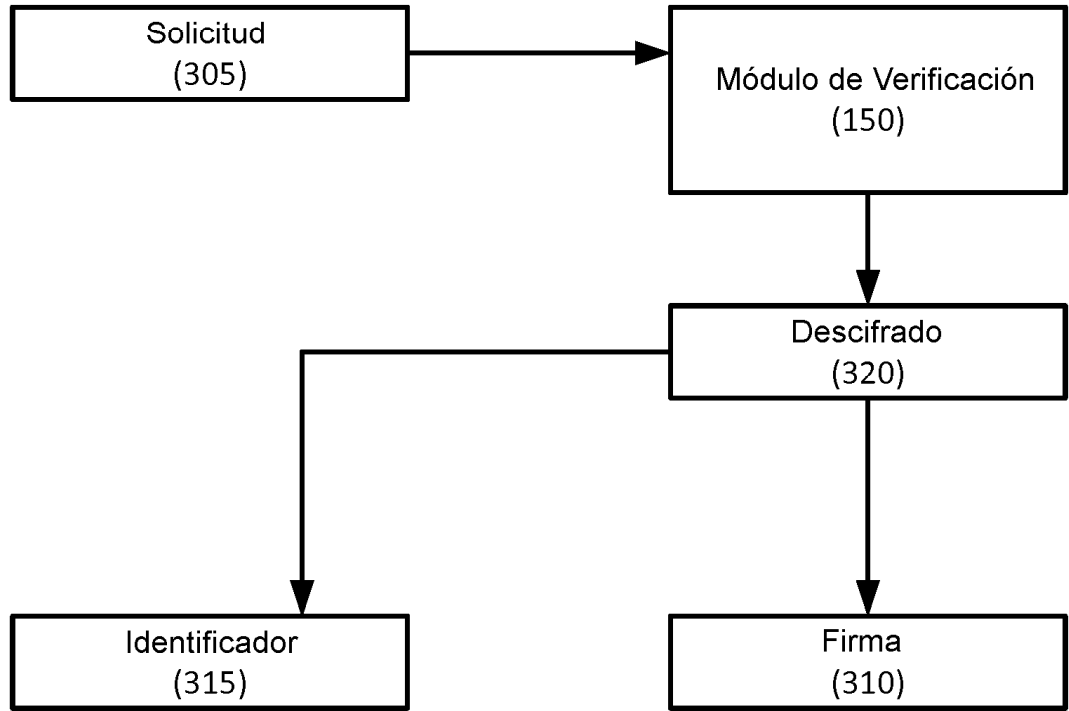 Solicitud
(305)
Módulo de Verificación
(150)
Descifrado
(320)
Identificador
(315)
Firma
(310)